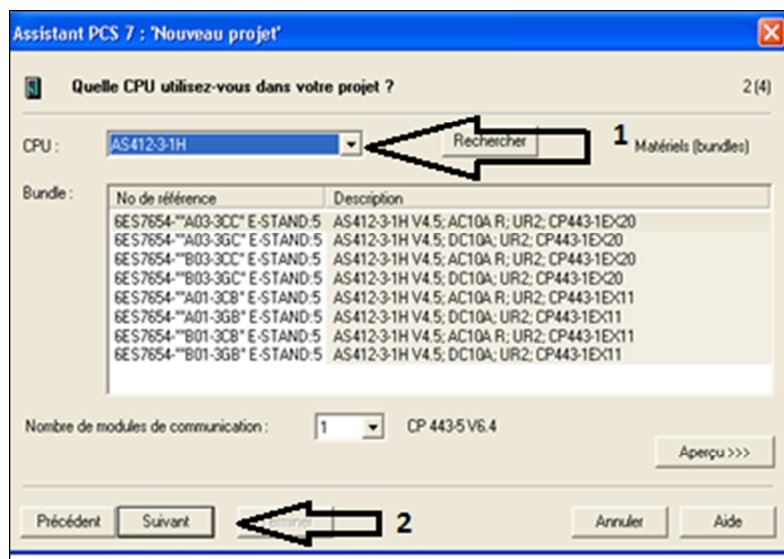 Assistant PCS 7 : 'Nouveau projet'
Quelle CPU utilisez-vous dans votre projet ? 2 (4)
CPU : AS412-3-1H Rechercher 1 Matériels (bundles)
Bundle : No de référence Description
6ES7654-""A03-3CC" E-STAND:5 AS412-3-1H V4.5; AC10A R; UR2; CP443-1EX20
6ES7654-""A03-3GC" E-STAND:5 AS412-3-1H V4.5; DC10A; UR2; CP443-1EX20
6ES7654-""B03-3CC" E-STAND:5 AS412-3-1H V4.5; AC10A R; UR2; CP443-1EX20
6ES7654-""B03-3GC" E-STAND:5 AS412-3-1H V4.5; DC10A; UR2; CP443-1EX20
6ES7654-""A01-3CB" E-STAND:5 AS412-3-1H V4.5; AC10A R; UR2; CP443-1EX11
6ES7654-""A01-3GB" E-STAND:5 AS412-3-1H V4.5; DC10A; UR2; CP443-1EX11
6ES7654-""B01-3CB" E-STAND:5 AS412-3-1H V4.5; AC10A R; UR2; CP443-1EX11
6ES7654-""B01-3GB" E-STAND:5 AS412-3-1H V4.5; DC10A; UR2; CP443-1EX11
Nombre de modules de communication : 1 CP 443-5 V6.4
Aperçu >>>
Précédent Suivant Terminer 2 Annuler Aide